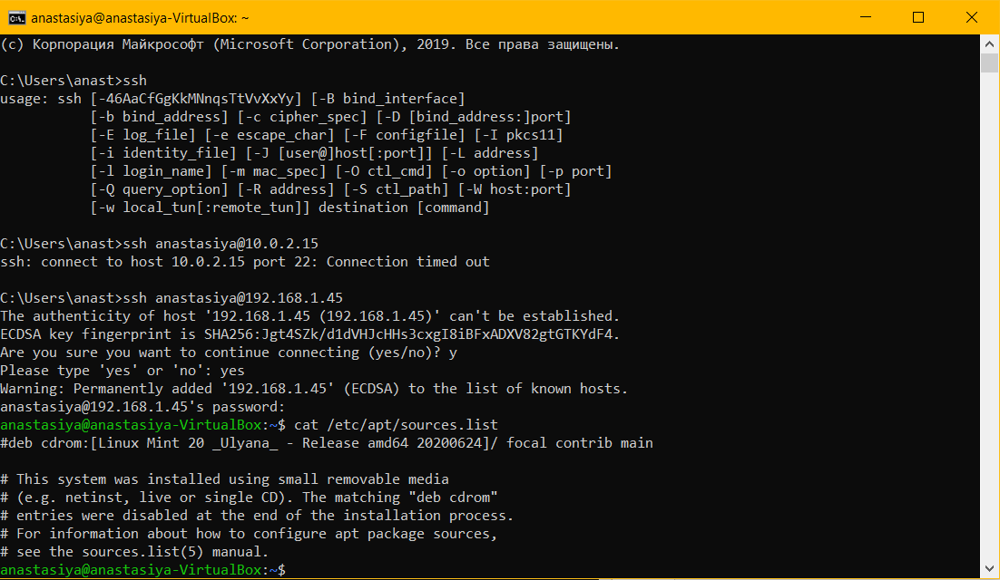 anastasiya@anastasiya-VirtualBox: ~
(c) Корпорация Майкрософт (Microsoft Corporation), 2019. Все права защищены.
C:\Users\anast>ssh
usage: ssh [-46AaCfGgKkMNnqsTtVvXxYy] [-B bind_interface]
           [-b bind_address] [-c cipher_spec] [-D [bind_address:]port]
           [-E log_file] [-e escape_char] [-F configfile] [-I pkcs11]
           [-i identity_file] [-J [user@]host[:port]] [-L address]
           [-l login_name] [-m mac_spec] [-O ctl_cmd] [-o option] [-p port]
           [-Q query_option] [-R address] [-S ctl_path] [-W host:port]
           [-w local_tun[:remote_tun]] destination [command]
C:\Users\anast>ssh anastasiya@10.0.2.15
ssh: connect to host 10.0.2.15 port 22: Connection timed out
C:\Users\anast>ssh anastasiya@192.168.1.45
The authenticity of host '192.168.1.45 (192.168.1.45)' can't be established.
ECDSA key fingerprint is SHA256:Jgt4SZk/d1dVHJcHHs3cxgI8iBFxADXV82gtGTKYdF4.
Are you sure you want to continue connecting (yes/no)? y
Please type 'yes' or 'no': yes
Warning: Permanently added '192.168.1.45' (ECDSA) to the list of known hosts.
anastasiya@192.168.1.45's password:
anastasiya@anastasiya-VirtualBox:~$ cat /etc/apt/sources.list
#deb cdrom:[Linux Mint 20 _Ulyana_ - Release amd64 20200624]/ focal contrib main
# This system was installed using small removable media
# (e.g. netinst, live or single CD). The matching "deb cdrom"
# entries were disabled at the end of the installation process.
# For information about how to configure apt package sources,
# see the sources.list(5) manual.
anastasiya@anastasiya-VirtualBox:~$